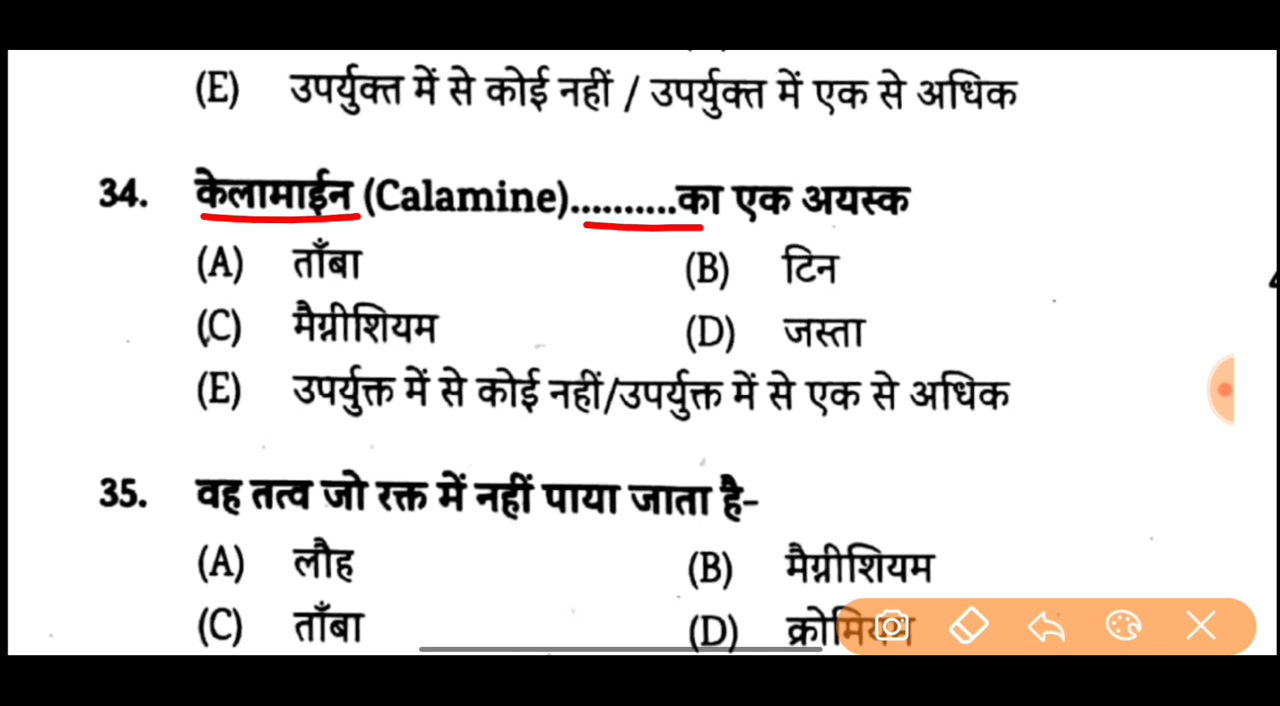 (E) उपर्युक्त में से कोई नहीं / उपर्युक्त में एक से अधिक
34. केलामाईन (Calamine)..........का एक अयस्क
(A) ताँबा (B) टिन
(C) मैग्नीशियम (D) जस्ता
(E) उपर्युक्त में से कोई नहीं/उपर्युक्त में से एक से अधिक
35. वह तत्व जो रक्त में नहीं पाया जाता है-
(A) लौह (B) मैग्नीशियम
(C) ताँबा (D) क्रोमियम